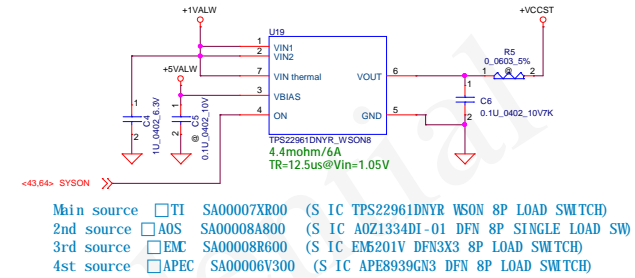 +1VALW
+VCCST
U19
1 VIN1
2 VIN2
7 VIN thermal
VOUT 6
R5
0_0603_5%
1 @ 2
+5VALW
3 VBIAS
4 ON
GND 5
1
C6
0.1U_0402_10V7K
2
1
C4
1U_0402_6.3V
2
1
C5
@
0.1U_0402_10V
2
TPS22961DNYR_WSON8
4.4mohm/6A
TR=12.5us@Vin=1.05V
<43,64> SYSON
Main source □TI SA00007XR00 (S IC TPS22961DNYR WSON 8P LOAD SWITCH)
2nd source □AOS SA00008A800 (S IC AOZ1334DI-01 DFN 8P SINGLE LOAD SW)
3rd source □EMC SA00008R600 (S IC EM5201V DFN3X3 8P LOAD SWITCH)
4st source □APEC SA00006V300 (S IC APE8939GN3 DFN 8P LOAD SWITCH)